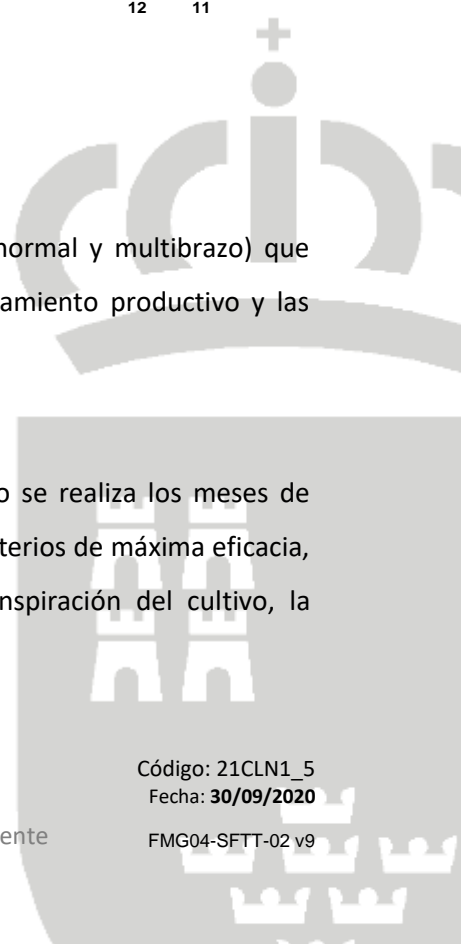 12 11
normal y multibrazo) que
amiento productivo y las
o se realiza los meses de
terios de máxima eficacia,
nspiración del cultivo, la
Código: 21CLN1_5
Fecha: 30/09/2020
ente FMG04-SFTT-02 v9